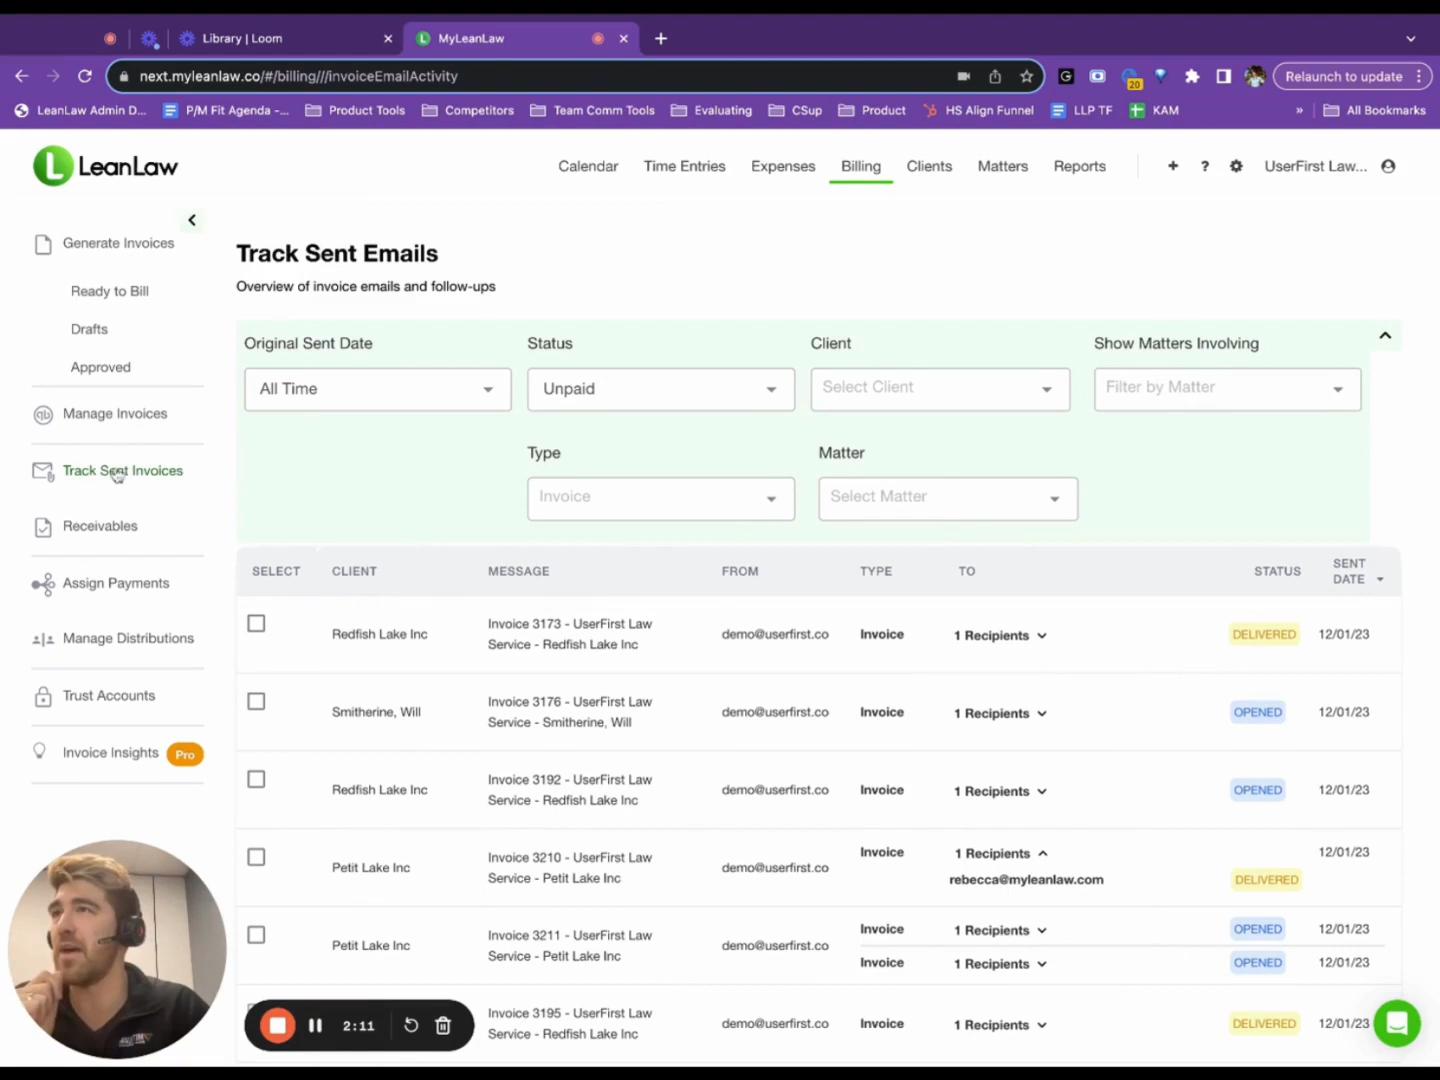 Library | Loom
MyLeanLaw
next.myleanlaw.co/#/billing///invoiceEmailActivity
20
Relaunch to update
LeanLaw Admin D...
P/M Fit Agenda -...
Product Tools
Competitors
Team Comm Tools
Evaluating
CSup
Product
HS Align Funnel
LLP TF
KAM
»
All Bookmarks
LeanLaw
Calendar
Time Entries
Expenses
Billing
Clients
Matters
Reports
+
?
UserFirst Law...
Generate Invoices
Ready to Bill
Drafts
Approved
Manage Invoices
Track Sent Invoices
Receivables
Assign Payments
Manage Distributions
Trust Accounts
Invoice Insights Pro
Track Sent Emails
Overview of invoice emails and follow-ups
Original Sent Date
Status
Client
Show Matters Involving
All Time
Unpaid
Select Client
Filter by Matter
Type
Matter
Invoice
Select Matter
SELECT CLIENT MESSAGE FROM TYPE TO STATUS SENT
DATE
Redfish Lake Inc
Invoice 3173 - UserFirst Law
Service - Redfish Lake Inc
demo@userfirst.co
Invoice
1 Recipients
DELIVERED
12/01/23
Smitherine, Will
Invoice 3176 - UserFirst Law
Service - Smitherine, Will
demo@userfirst.co
Invoice
1 Recipients
OPENED
12/01/23
Redfish Lake Inc
Invoice 3192 - UserFirst Law
Service - Redfish Lake Inc
demo@userfirst.co
Invoice
1 Recipients
OPENED
12/01/23
Petit Lake Inc
Invoice 3210 - UserFirst Law
Service - Petit Lake Inc
demo@userfirst.co
Invoice
1 Recipients
rebecca@myleanlaw.com
DELIVERED
12/01/23
Petit Lake Inc
Invoice 3211 - UserFirst Law
Service - Petit Lake Inc
demo@userfirst.co
Invoice
1 Recipients
OPENED
12/01/23
Invoice
1 Recipients
OPENED
12/01/23
Invoice 3195 - UserFirst Law
Service - Redfish Lake Inc
demo@userfirst.co
Invoice
1 Recipients
DELIVERED
12/01/23
2:11